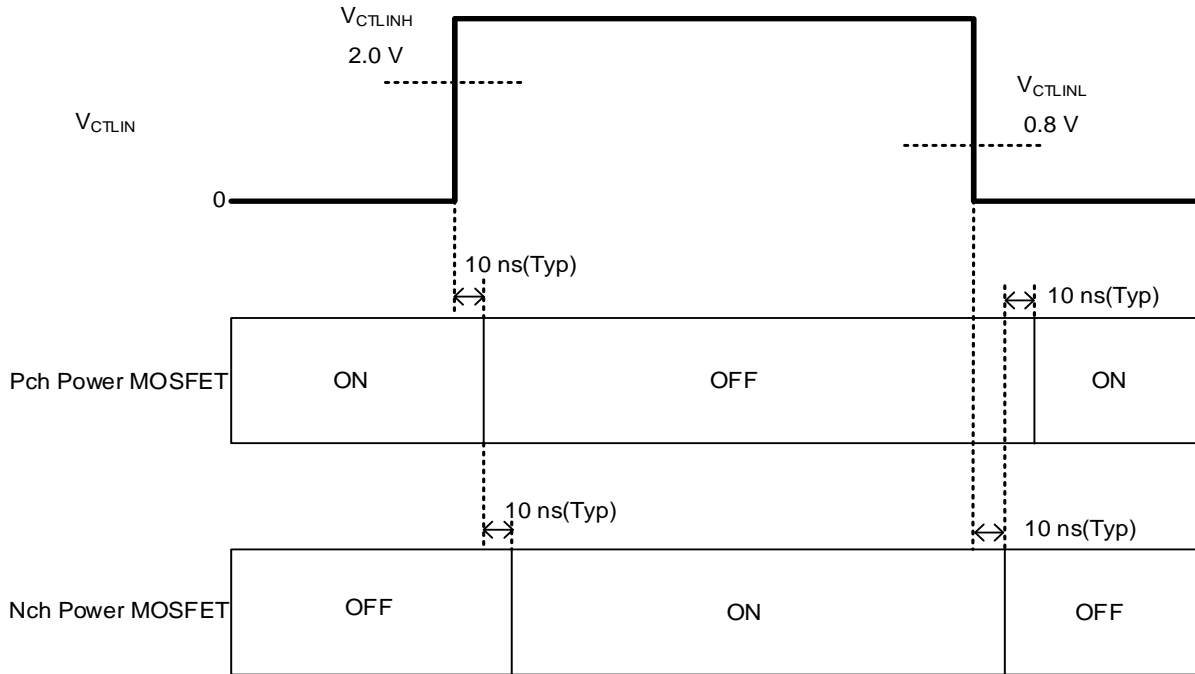 VCTLINH
2.0 V
VCTLINL
0.8 V
VCTLIN
0
10 ns(Typ)
10 ns(Typ)
Pch Power MOSFET
ON
OFF
ON
10 ns(Typ)
10 ns(Typ)
Nch Power MOSFET
OFF
ON
OFF